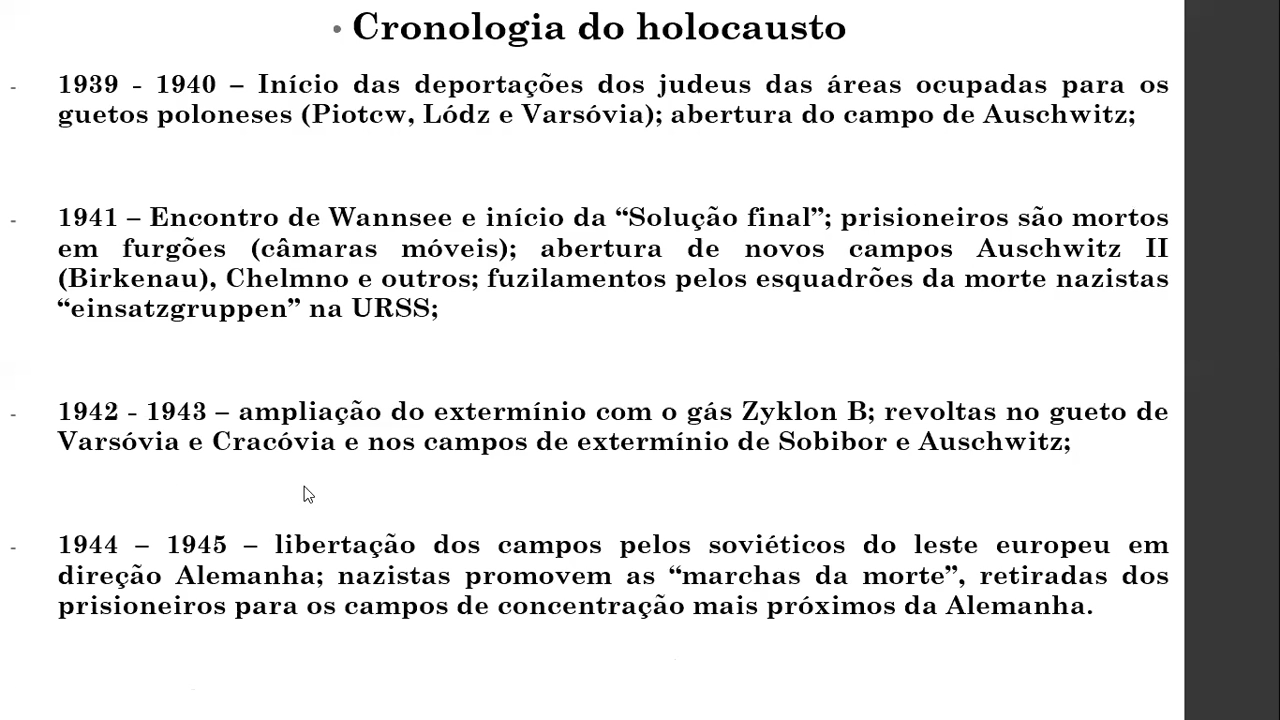 • Cronologia do holocausto
- 1939 - 1940 – Início das deportações dos judeus das áreas ocupadas para os
guetos poloneses (Piotcw, Lódz e Varsóvia); abertura do campo de Auschwitz;
- 1941 – Encontro de Wannsee e início da “Solução final”; prisioneiros são mortos
em furgões (câmaras móveis); abertura de novos campos Auschwitz II
(Birkenau), Chelmno e outros; fuzilamentos pelos esquadrões da morte nazistas
“einsatzgruppen” na URSS;
- 1942 - 1943 – ampliação do extermínio com o gás Zyklon B; revoltas no gueto de
Varsóvia e Cracóvia e nos campos de extermínio de Sobibor e Auschwitz;
- 1944 – 1945 – libertação dos campos pelos soviéticos do leste europeu em
direção Alemanha; nazistas promovem as “marchas da morte”, retiradas dos
prisioneiros para os campos de concentração mais próximos da Alemanha.